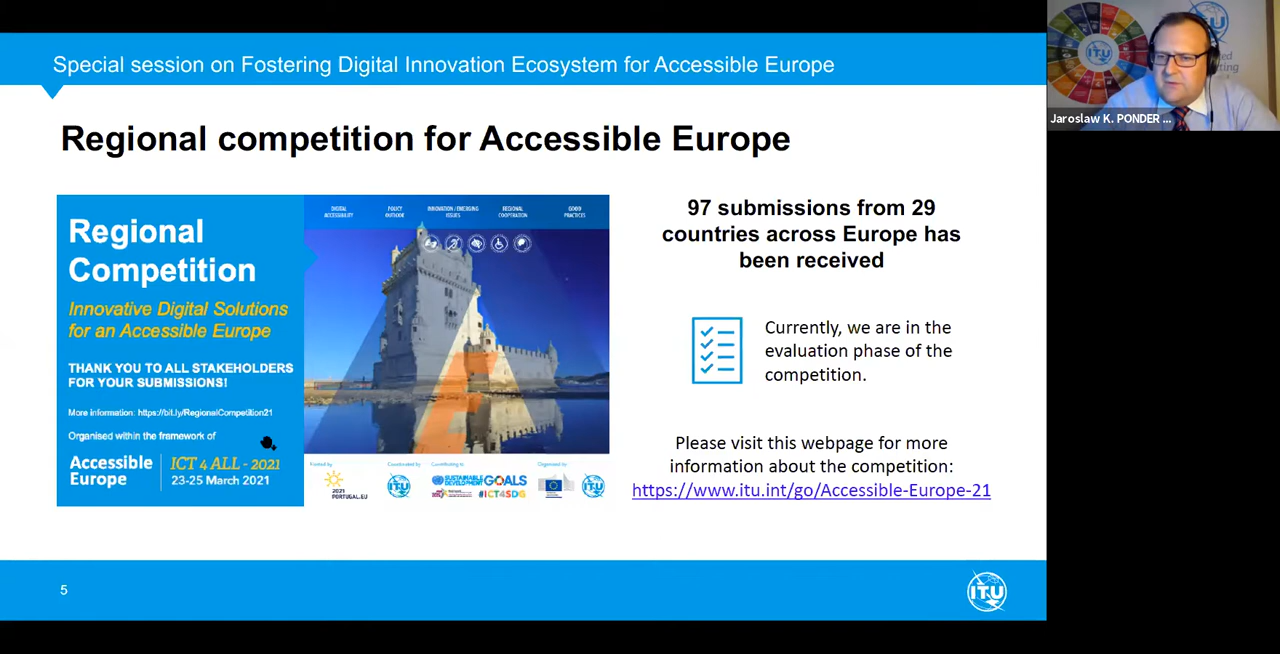 Special session on Fostering Digital Innovation Ecosystem for Accessible Europe
Jaroslaw K. PONDER ...
ITU
Regional competition for Accessible Europe
Regional
Competition
Innovative Digital Solutions
for an Accessible Europe
THANK YOU TO ALL STAKEHOLDERS
FOR YOUR SUBMISSIONS!
More information: https://bit.ly/RegionalCompetition21
Organised within the framework of
Accessible
Europe
ICT 4 ALL - 2021
23-25 March 2021
DIGITAL
ACCESSIBILITY
POLICY
OUTLOOK
INNOVATION / EMERGING
ISSUES
REGIONAL
COOPERATION
GOOD
PRACTICES
Hosted by
2021
PORTUGAL.EU
Coordinated by
Contributing to
SUSTAINABLE
DEVELOPMENT
GOALS
#ICT4SDG
Organised by
97 submissions from 29
countries across Europe has
been received
Currently, we are in the
evaluation phase of the
competition.
Please visit this webpage for more
information about the competition:
https://www.itu.int/go/Accessible-Europe-21
5
ITU